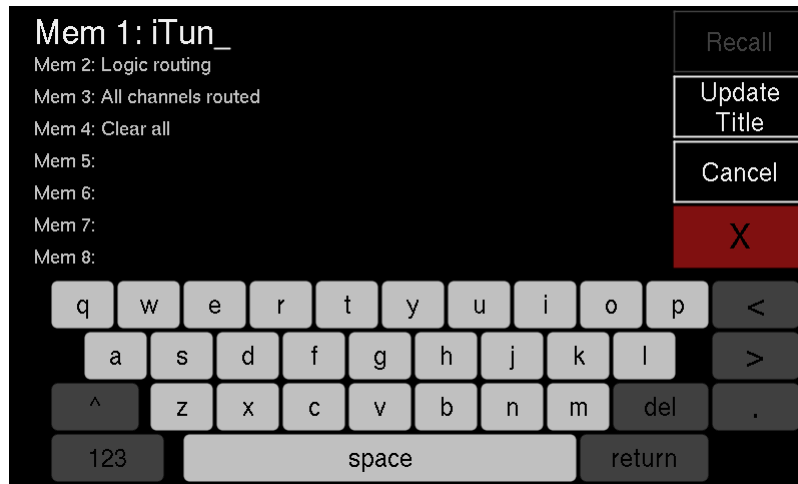 Mem 1: iTun_
Mem 2: Logic routing
Mem 3: All channels routed
Mem 4: Clear all
Mem 5:
Mem 6:
Mem 7:
Mem 8:
Recall
Update
Title
Cancel
X
q w e r t y u i o p <
a s d f g h j k l >
^ z x c v b n m del .
123 space return